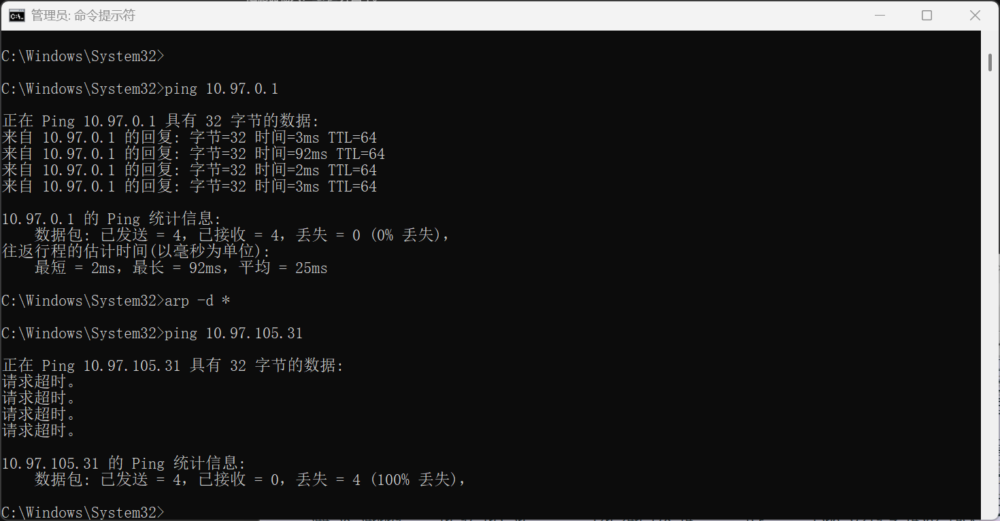 管理员: 命令提示符
C:\Windows\System32>
C:\Windows\System32>ping 10.97.0.1
正在 Ping 10.97.0.1 具有 32 字节的数据:
来自 10.97.0.1 的回复: 字节=32 时间=3ms TTL=64
来自 10.97.0.1 的回复: 字节=32 时间=92ms TTL=64
来自 10.97.0.1 的回复: 字节=32 时间=2ms TTL=64
来自 10.97.0.1 的回复: 字节=32 时间=3ms TTL=64
10.97.0.1 的 Ping 统计信息:
数据包: 已发送 = 4，已接收 = 4，丢失 = 0 (0% 丢失)，
往返行程的估计时间(以毫秒为单位):
最短 = 2ms，最长 = 92ms，平均 = 25ms
C:\Windows\System32>arp -d *
C:\Windows\System32>ping 10.97.105.31
正在 Ping 10.97.105.31 具有 32 字节的数据:
请求超时。
请求超时。
请求超时。
请求超时。
10.97.105.31 的 Ping 统计信息:
数据包: 已发送 = 4，已接收 = 0，丢失 = 4 (100% 丢失)，
C:\Windows\System32>